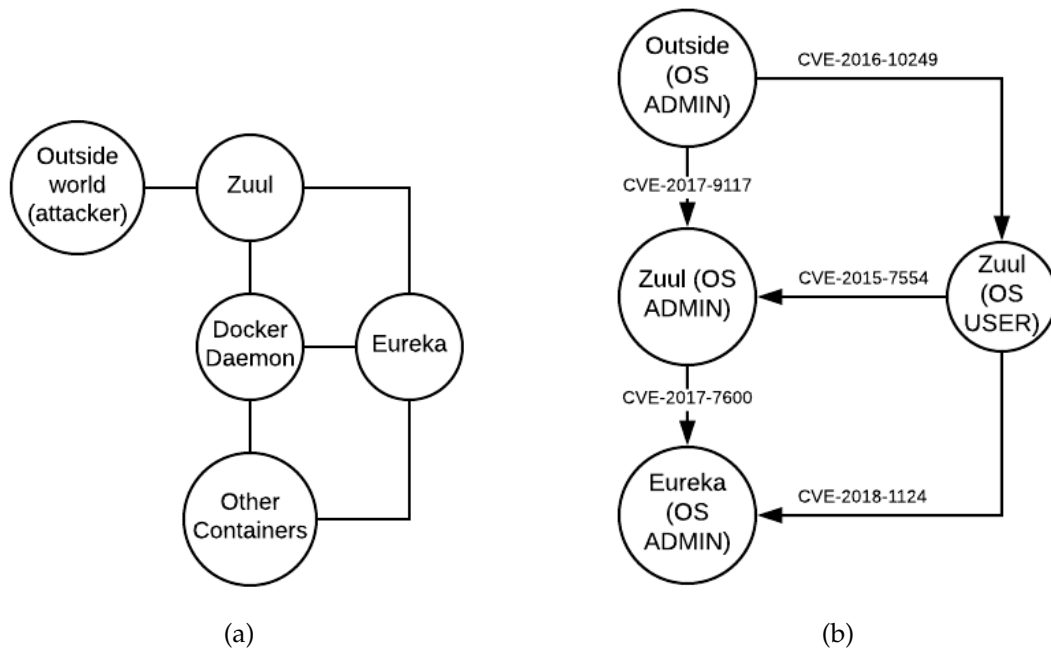 Outside
world
(attacker)
Zuul
Docker
Daemon
Eureka
Other
Containers
(a)
Outside
(OS
ADMIN)
CVE-2016-10249
CVE-2017-9117
Zuul (OS
ADMIN)
CVE-2015-7554
Zuul
(OS
USER)
CVE-2017-7600
Eureka
(OS
ADMIN)
CVE-2018-1124
(b)